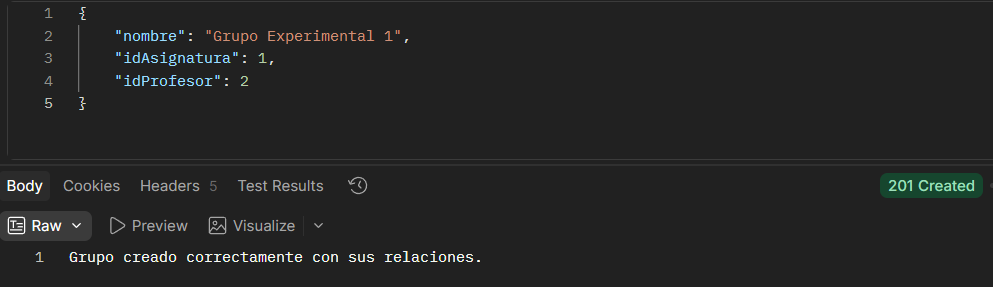 1 {
2 "nombre": "Grupo Experimental 1",
3 "idAsignatura": 1,
4 "idProfesor": 2
5 }
Body Cookies Headers 5 Test Results 201 Created
Raw Preview Visualize
1 Grupo creado correctamente con sus relaciones.